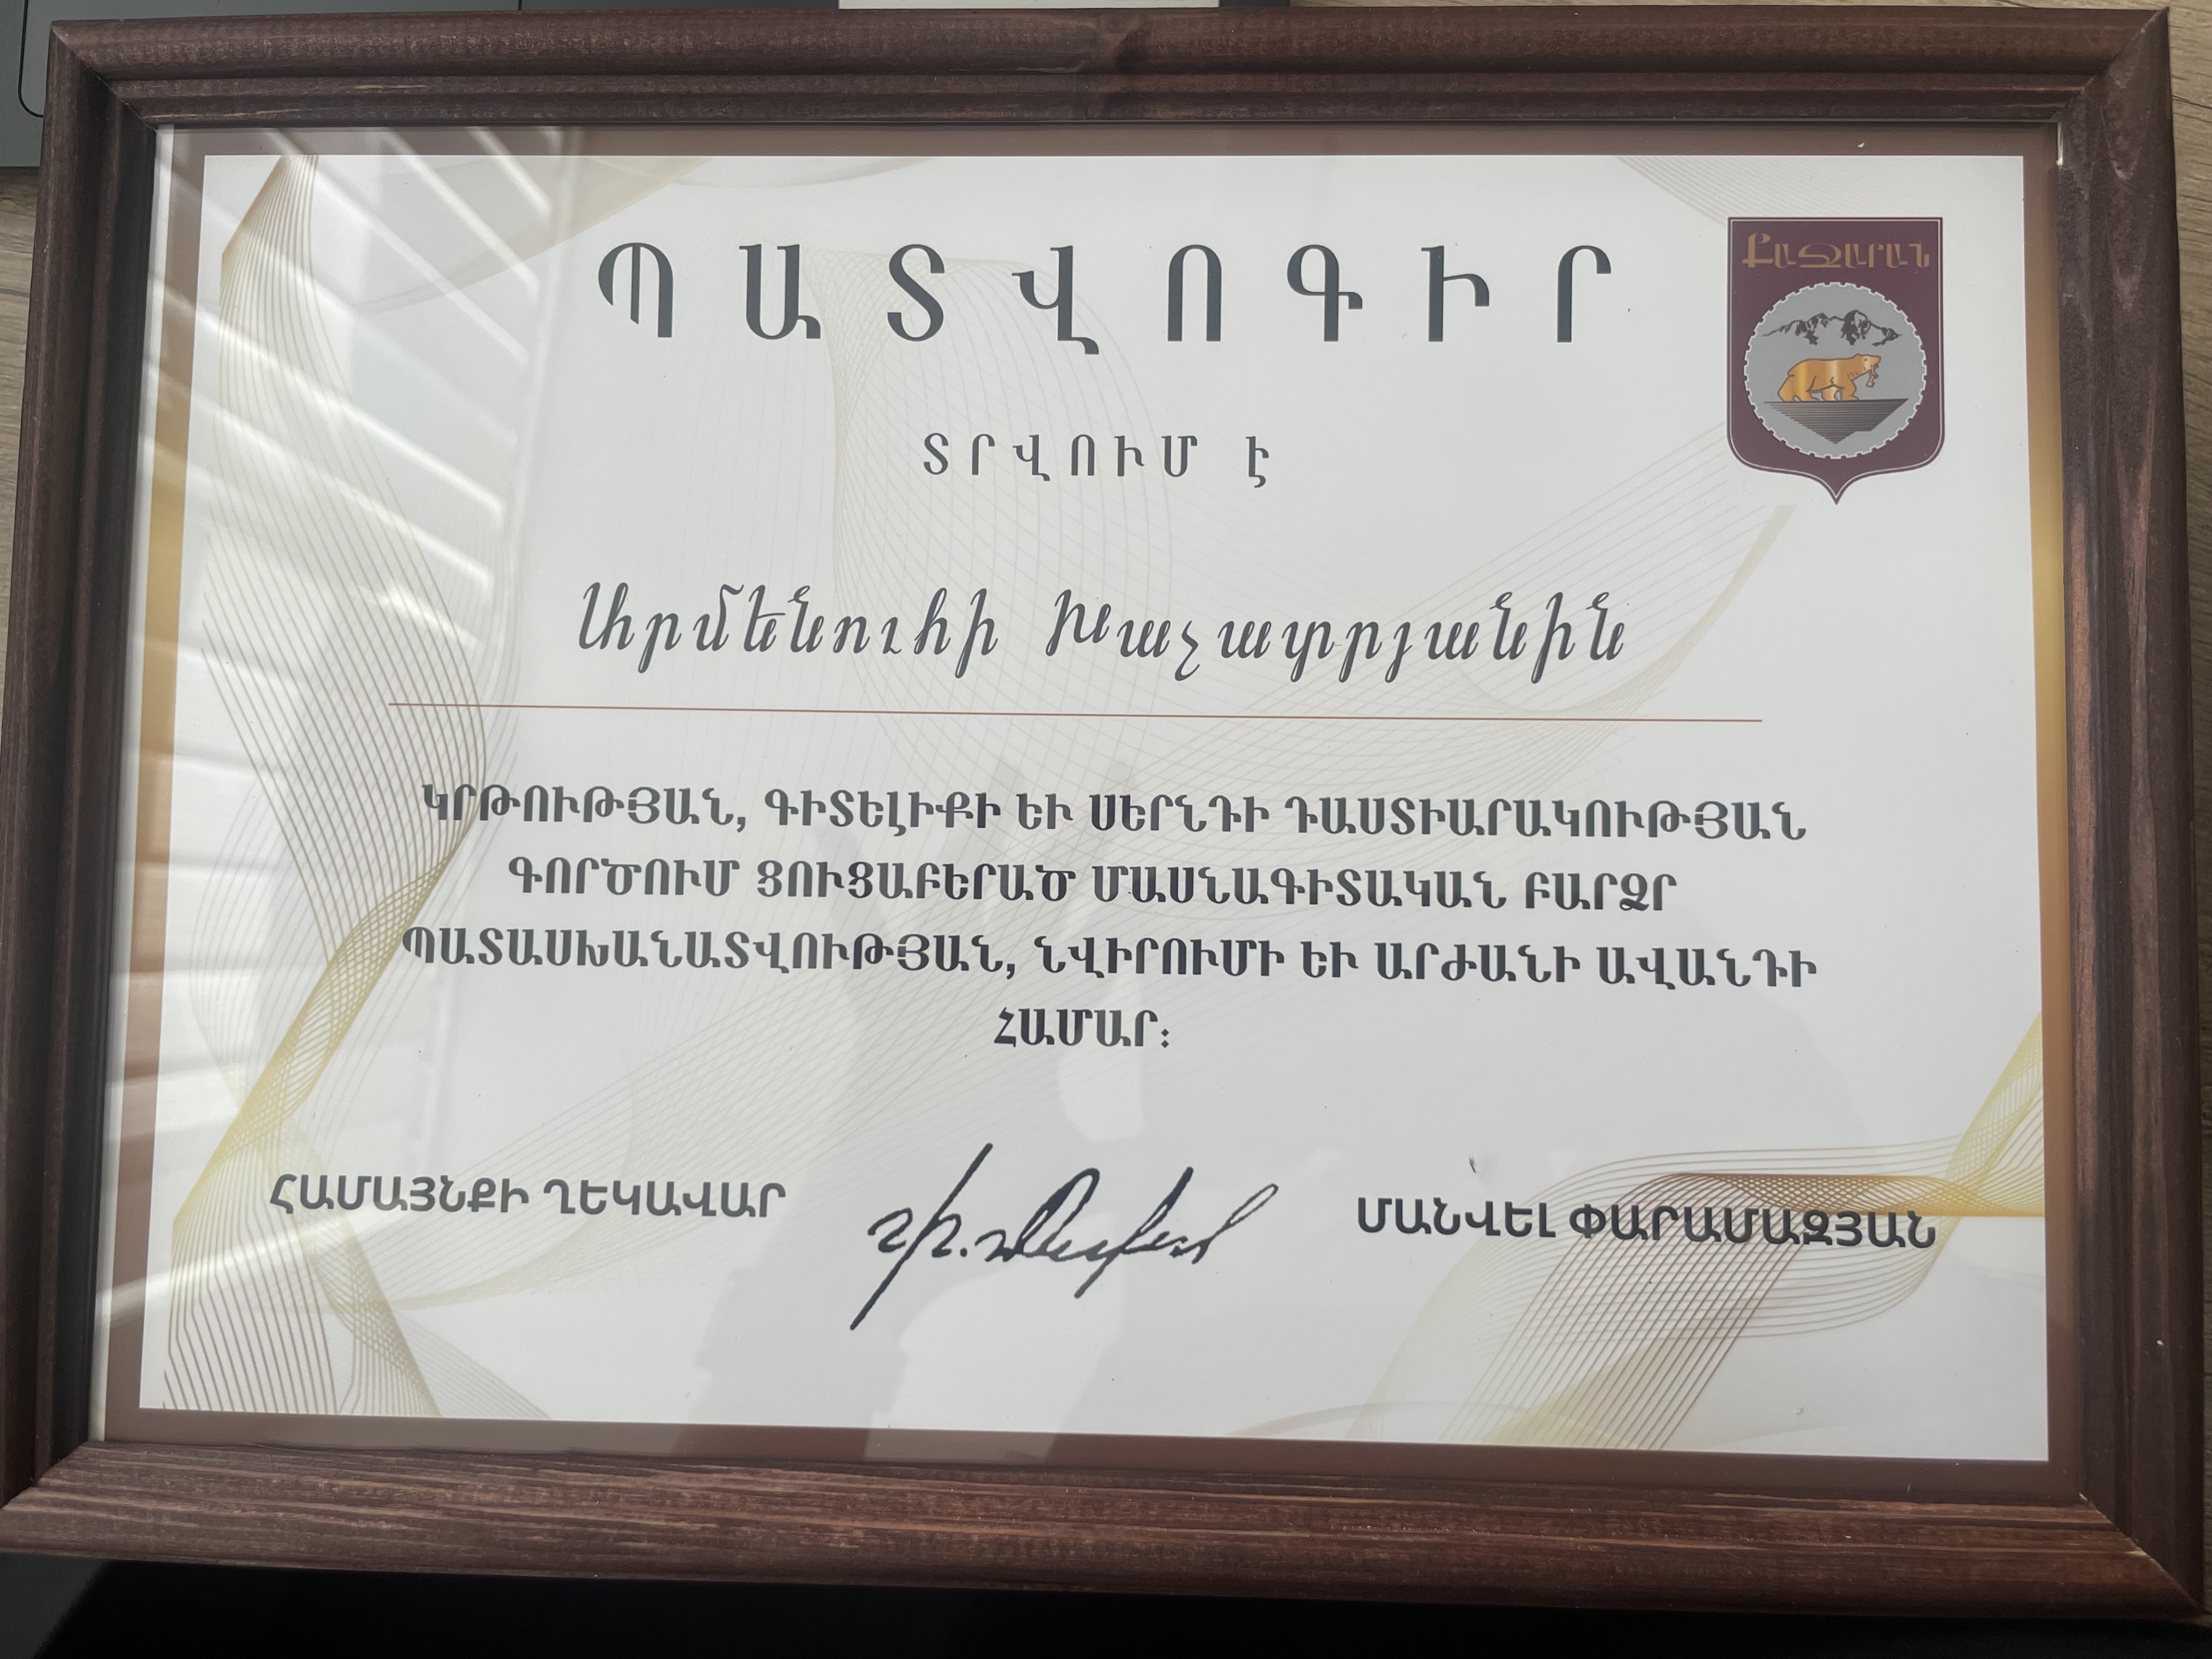 ՊԱՏՎՈԳԻՐ
ՔԱՋԱՐԱՆ
ՏՐՎՈՒՄ Է
Արմենուհի Խաչատրյանին
ԿՐԹՈՒԹՅԱՆ, ԳԻՏԵԼԻՔԻ ԵՒ ՍԵՐՆԴԻ ԴԱՍՏԻԱՐԱԿՈՒԹՅԱՆ
ԳՈՐԾՈՒՄ ՑՈՒՑԱԲԵՐԱԾ ՄԱՍՆԱԳԻՏԱԿԱՆ ԲԱՐՁՐ
ՊԱՏԱՍԽԱՆԱՏՎՈՒԹՅԱՆ, ՆՎԻՐՈՒՄԻ ԵՒ ԱՐԺԱՆԻ ԱՎԱՆԴԻ
ՀԱՄԱՐ։
ՀԱՄԱՅՆՔԻ ՂԵԿԱՎԱՐ
ՄԱՆՎԵԼ ՓԱՐԱՄԱԶՅԱՆ